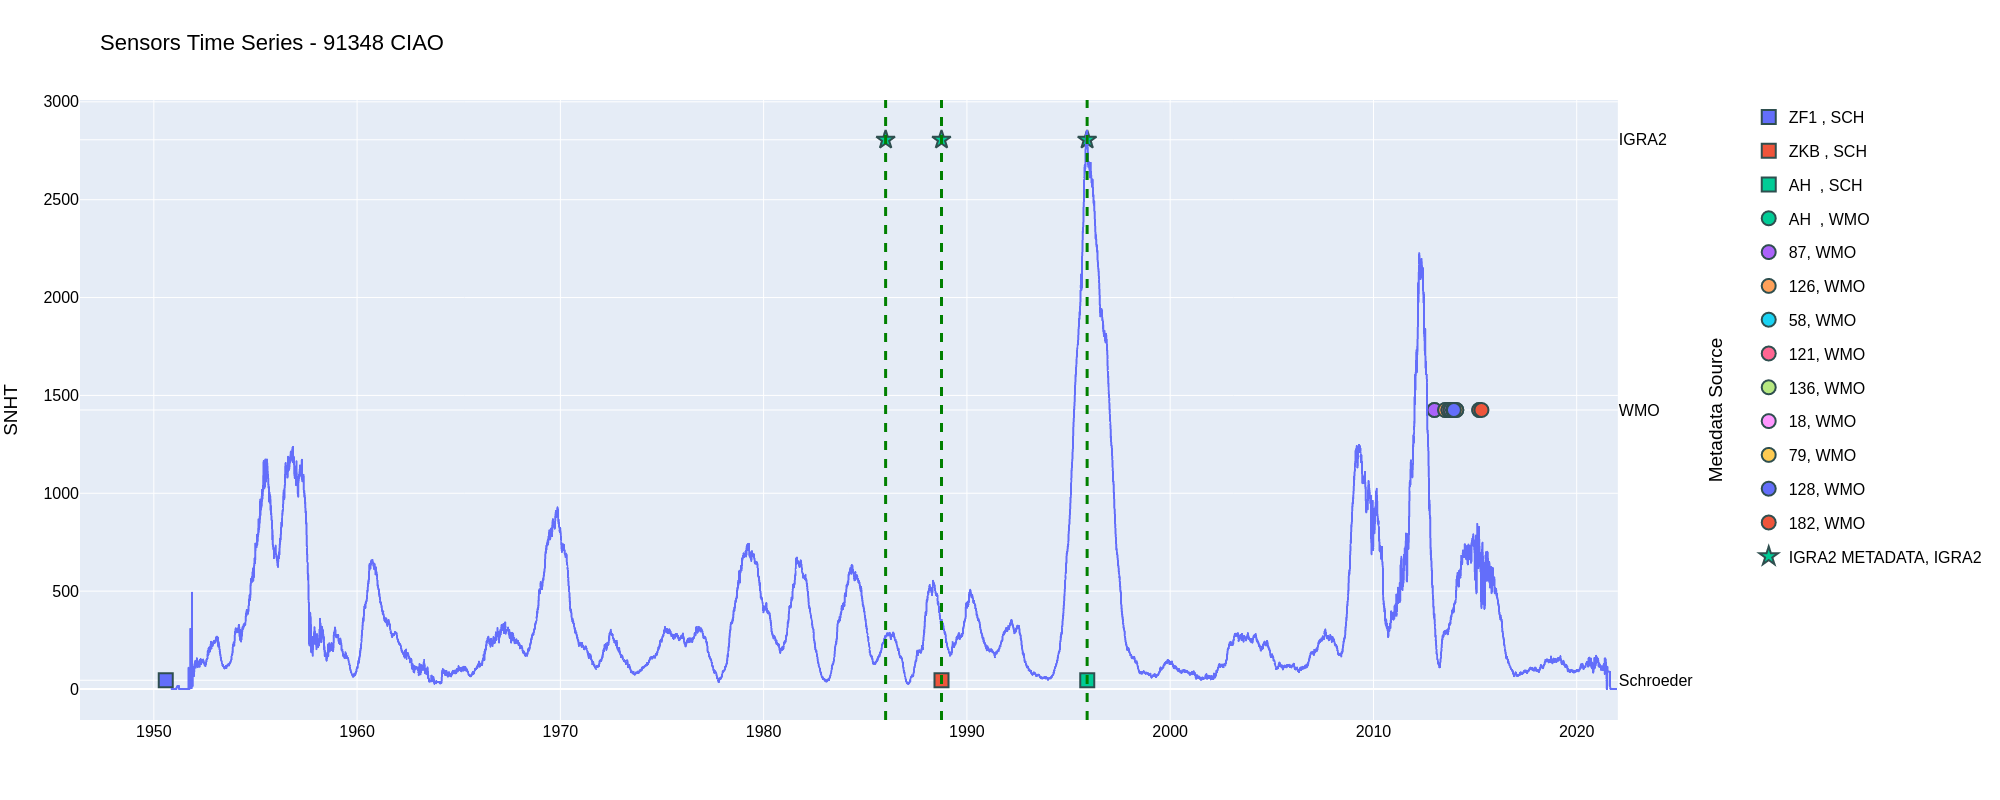 Sensors Time Series - 91348 CIAO
3000
2500
2000
1500
1000
500
0
SNHT
1950
1960
1970
1980
1990
2000
2010
2020
IGRA2
WMO
Schroeder
Metadata Source
ZF1 , SCH
ZKB , SCH
AH  , SCH
AH  , WMO
87, WMO
126, WMO
58, WMO
121, WMO
136, WMO
18, WMO
79, WMO
128, WMO
182, WMO
IGRA2 METADATA, IGRA2